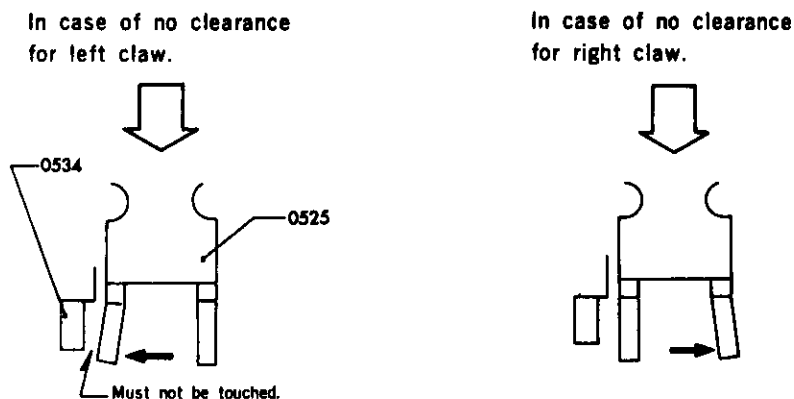 In case of no clearance
for left claw.
0534
0525
Must not be touched.
In case of no clearance
for right claw.